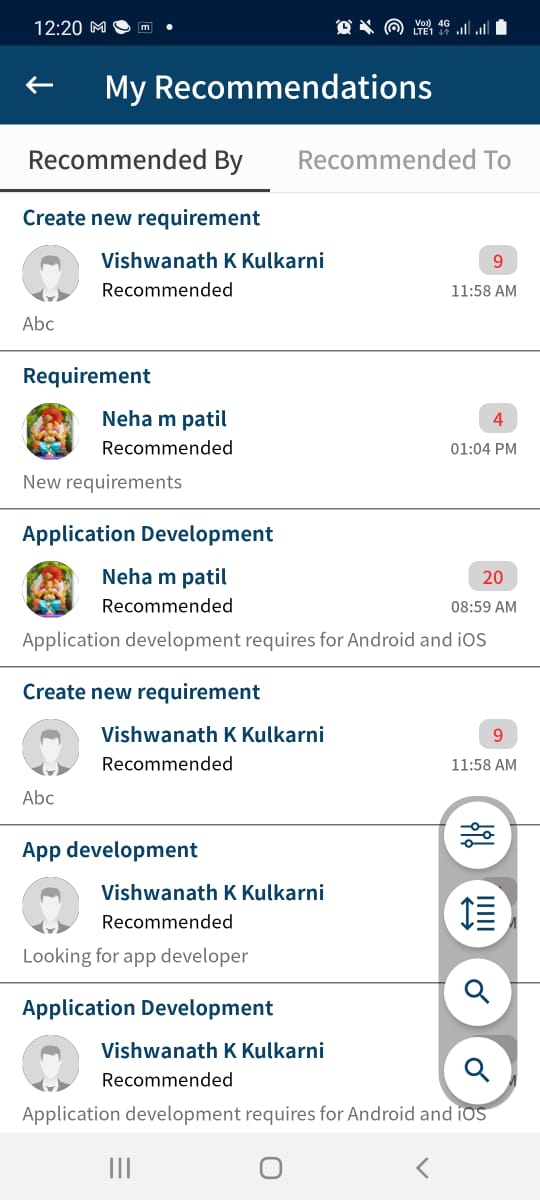 12:20
Vo)) 4G
LTE1
My Recommendations
Recommended By Recommended To
Create new requirement
Vishwanath K Kulkarni 9
Recommended 11:58 AM
Abc
Requirement
Neha m patil 4
Recommended 01:04 PM
New requirements
Application Development
Neha m patil 20
Recommended 08:59 AM
Application development requires for Android and iOS
Create new requirement
Vishwanath K Kulkarni 9
Recommended 11:58 AM
Abc
App development
Vishwanath K Kulkarni
Recommended
Looking for app developer
Application Development
Vishwanath K Kulkarni
Recommended
Application development requires for Android and iOS